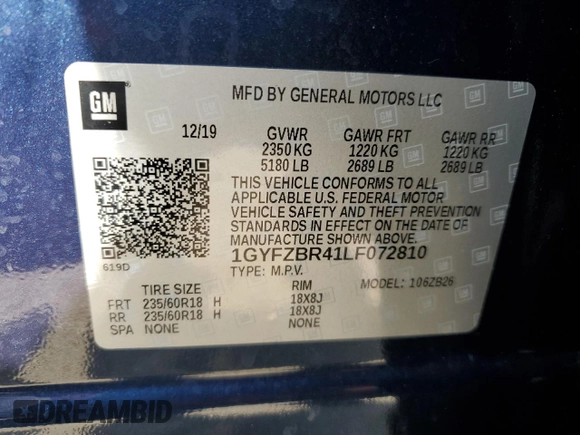 GM
MFD BY GENERAL MOTORS LLC
12/19 GVWR GAWR FRT GAWR RR
2350 KG 1220 KG 1220 KG
5180 LB 2689 LB 2689 LB
THIS VEHICLE CONFORMS TO ALL
APPLICABLE U.S. FEDERAL MOTOR
VEHICLE SAFETY AND THEFT PREVENTION
STANDARDS IN EFFECT ON THE DATE OF
MANUFACTURE SHOWN ABOVE.
619D
1GYFZBR41LF072810
TYPE: M.P.V. MODEL: 106ZB26
TIRE SIZE RIM
FRT 235/60R18 H 18X8J
RR 235/60R18 H 18X8J
SPA NONE NONE
DREAMBID